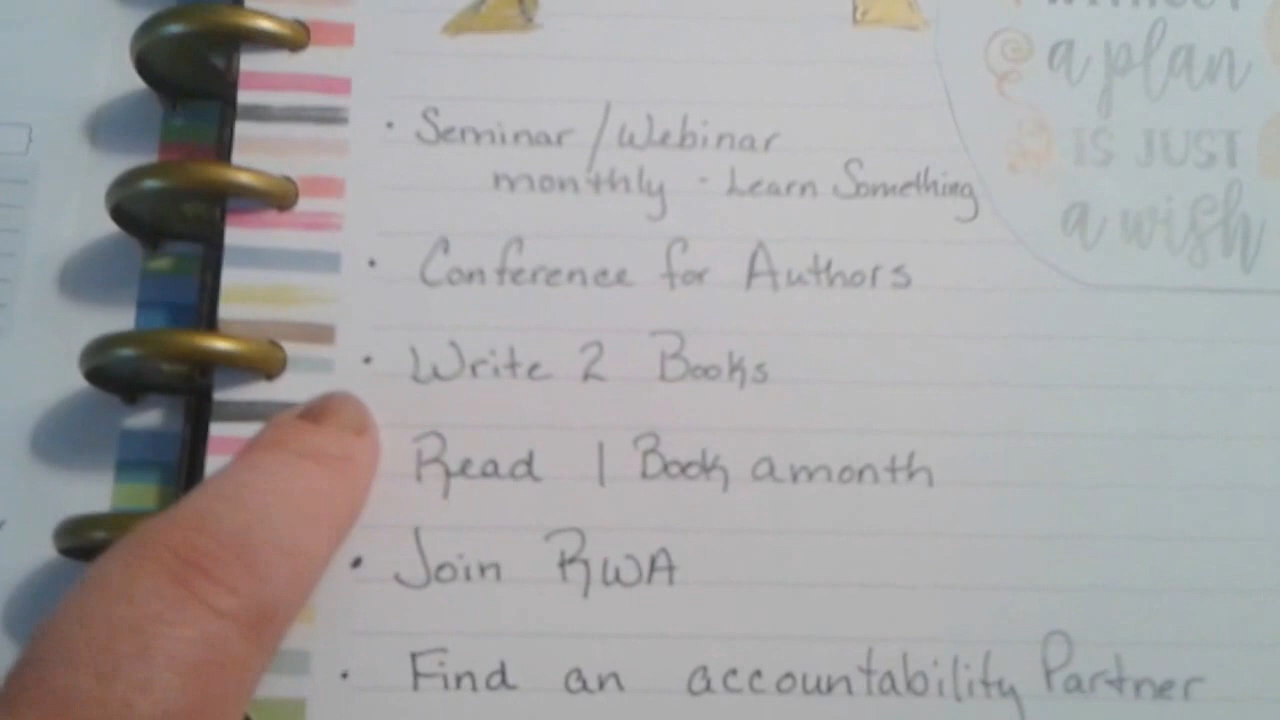 a plan
IS JUST
a wish
· Seminar / Webinar
monthly - Learn Something
· Conference for Authors
· Write 2 Books
Read 1 Book a month
· Join RWA
· Find an accountability Partner